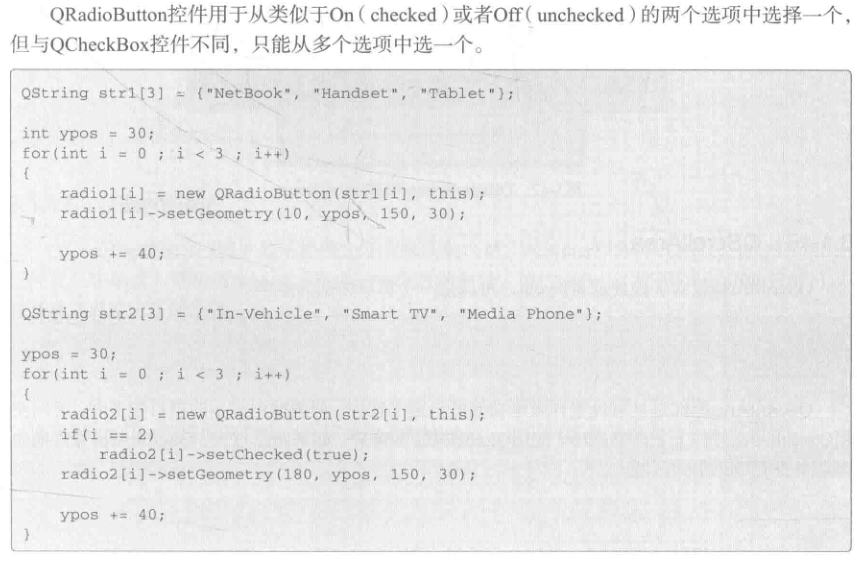 QRadioButton控件用于从类似于On（checked）或者Off（unchecked）的两个选项中选择一个，
但与QCheckBox控件不同，只能从多个选项中选一个。
QString str1[3] = {"NetBook", "Handset", "Tablet"};
int ypos = 30;
for(int i = 0 ; i < 3 ; i++)
{
    radio1[i] = new QRadioButton(str1[i], this);
    radio1[i]->setGeometry(10, ypos, 150, 30);
    ypos += 40;
}
QString str2[3] = {"In-Vehicle", "Smart TV", "Media Phone"};
ypos = 30;
for(int i = 0 ; i < 3 ; i++)
{
    radio2[i] = new QRadioButton(str2[i], this);
    if(i == 2)
        radio2[i]->setChecked(true);
    radio2[i]->setGeometry(180, ypos, 150, 30);
    ypos += 40;
}